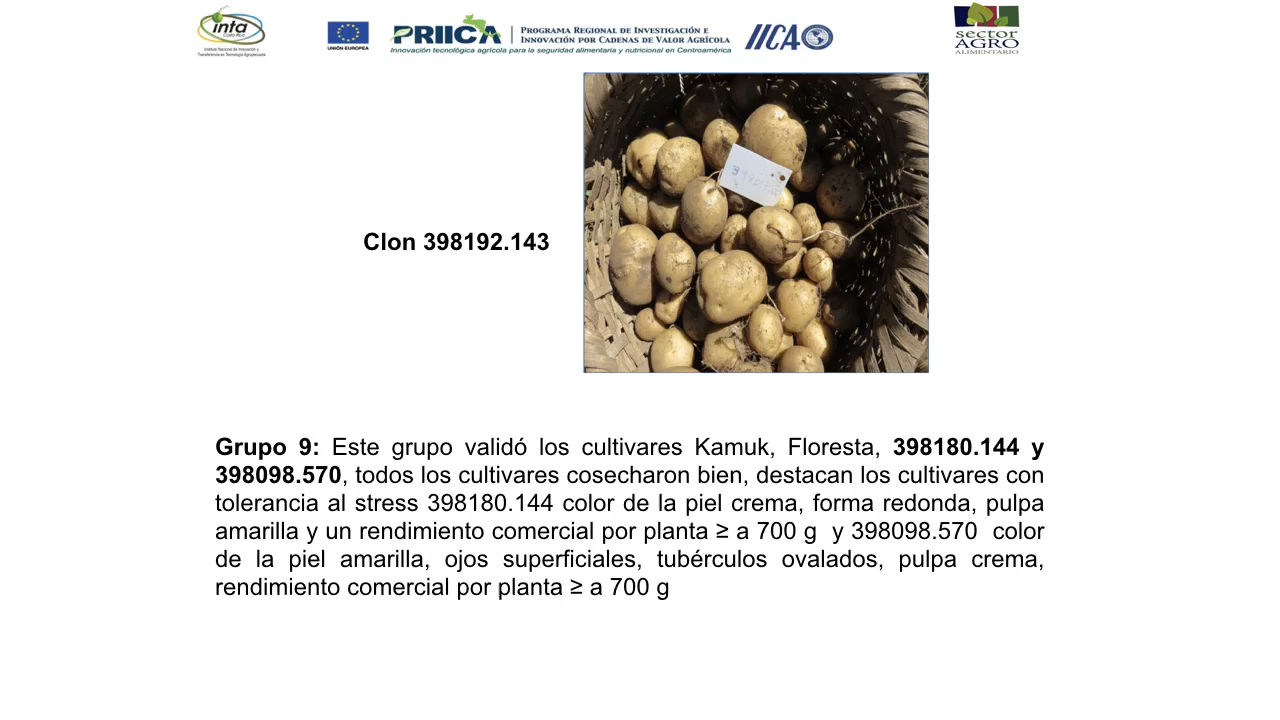 inta
Costa Rica
Instituto Nacional de Innovación y
Transferencia en Tecnología Agropecuaria
UNIÓN EUROPEA
PRIICA
PROGRAMA REGIONAL DE INVESTIGACIÓN E
INNOVACIÓN POR CADENAS DE VALOR AGRÍCOLA
Innovación tecnológica agrícola para la seguridad alimentaria y nutricional en Centroamérica
IICA
sector
AGRO
ALIMENTARIO
Clon 398192.143
Grupo 9: Este grupo validó los cultivares Kamuk, Floresta, 398180.144 y
398098.570, todos los cultivares cosecharon bien, destacan los cultivares con
tolerancia al stress 398180.144 color de la piel crema, forma redonda, pulpa
amarilla y un rendimiento comercial por planta ≥ a 700 g y 398098.570 color
de la piel amarilla, ojos superficiales, tubérculos ovalados, pulpa crema,
rendimiento comercial por planta ≥ a 700 g